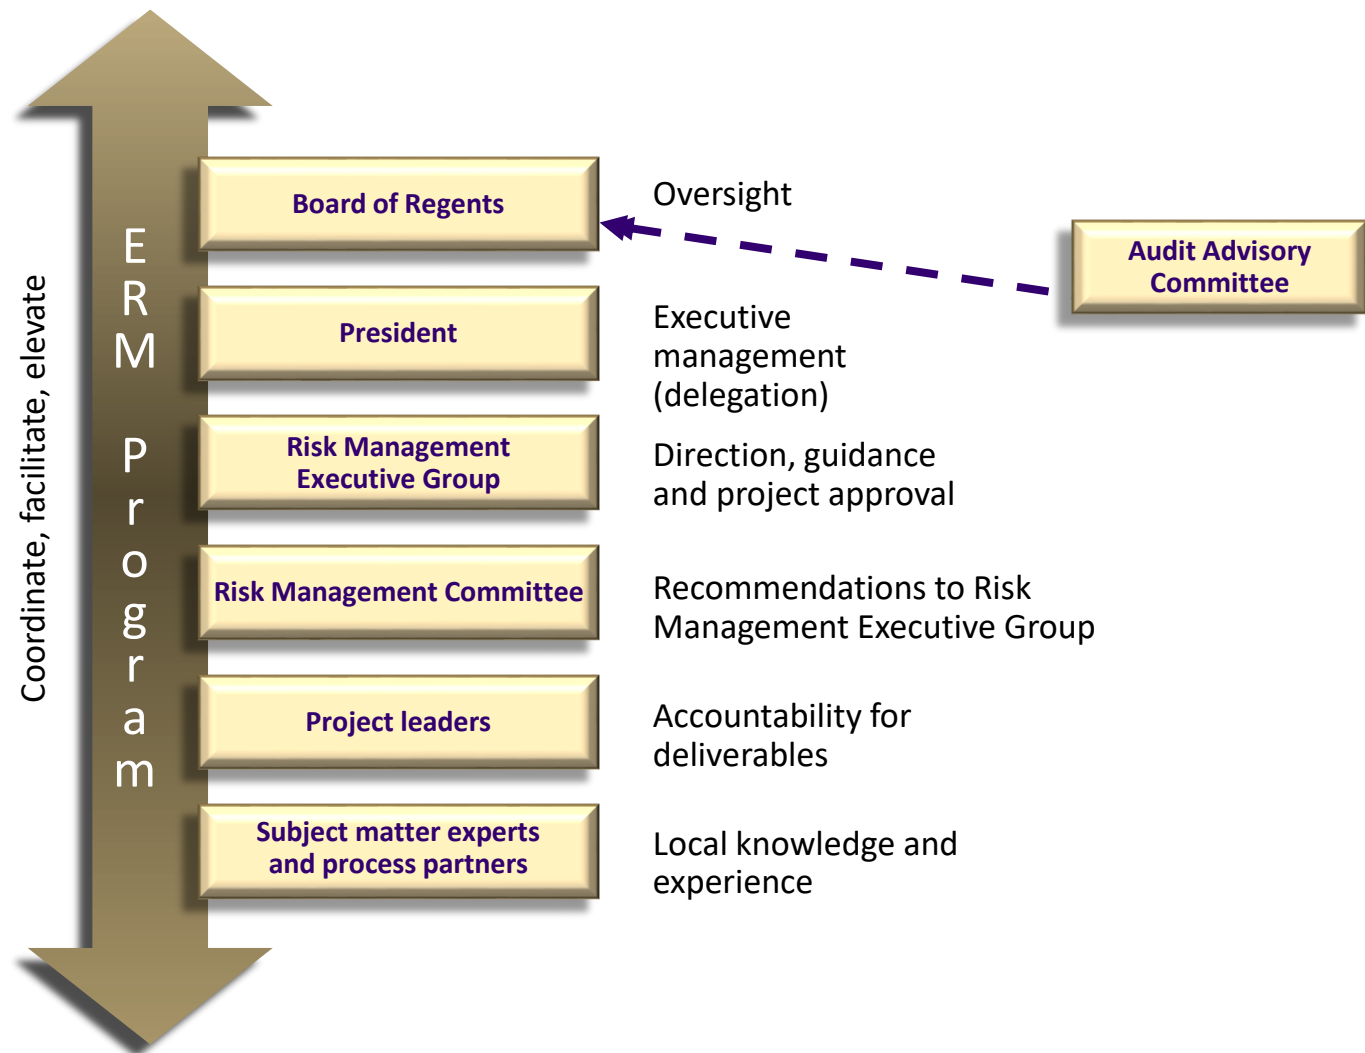 Coordinate, facilitate, elevate
ERM Program
Board of Regents
Oversight
Audit Advisory
Committee
President
Executive
management
(delegation)
Risk Management
Executive Group
Direction, guidance
and project approval
Risk Management Committee
Recommendations to Risk
Management Executive Group
Project leaders
Accountability for
deliverables
Subject matter experts
and process partners
Local knowledge and
experience